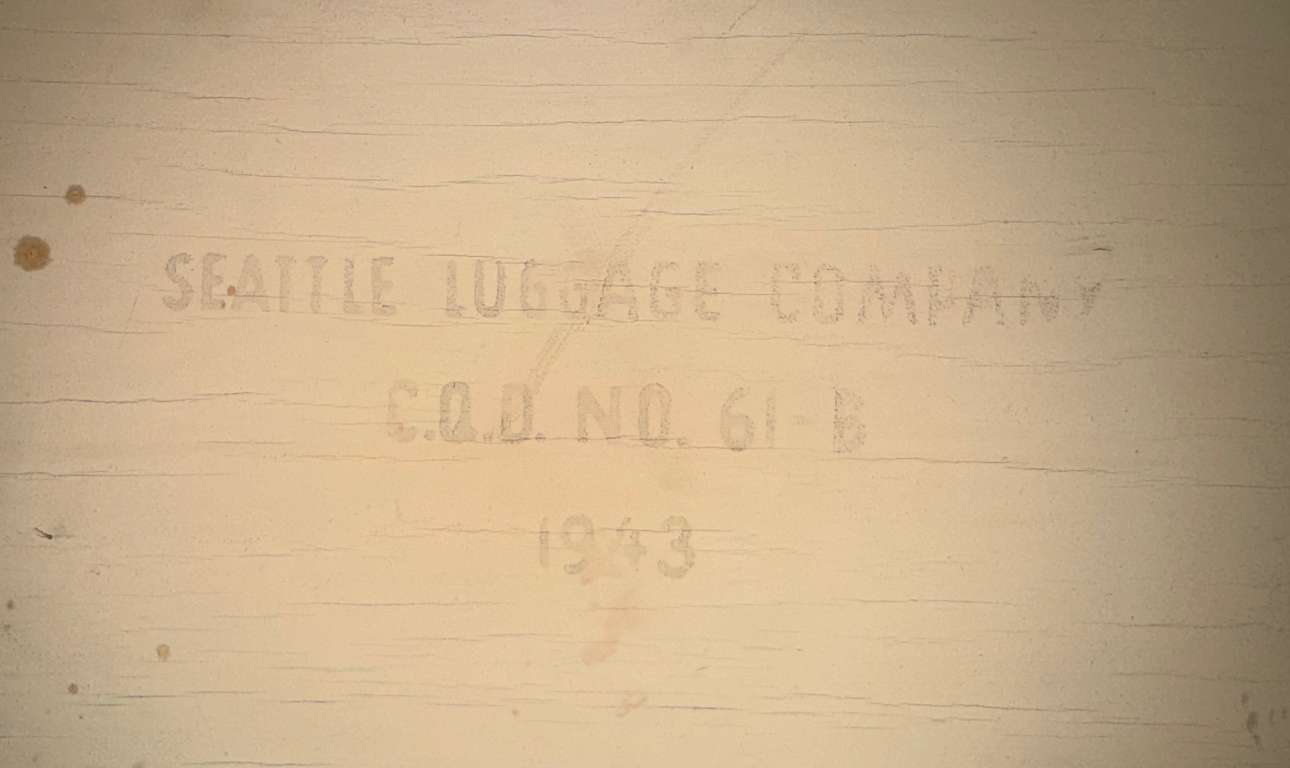 SEATTLE LUGGAGE COMPANY
C.Q.D. NO. 61-B
1943